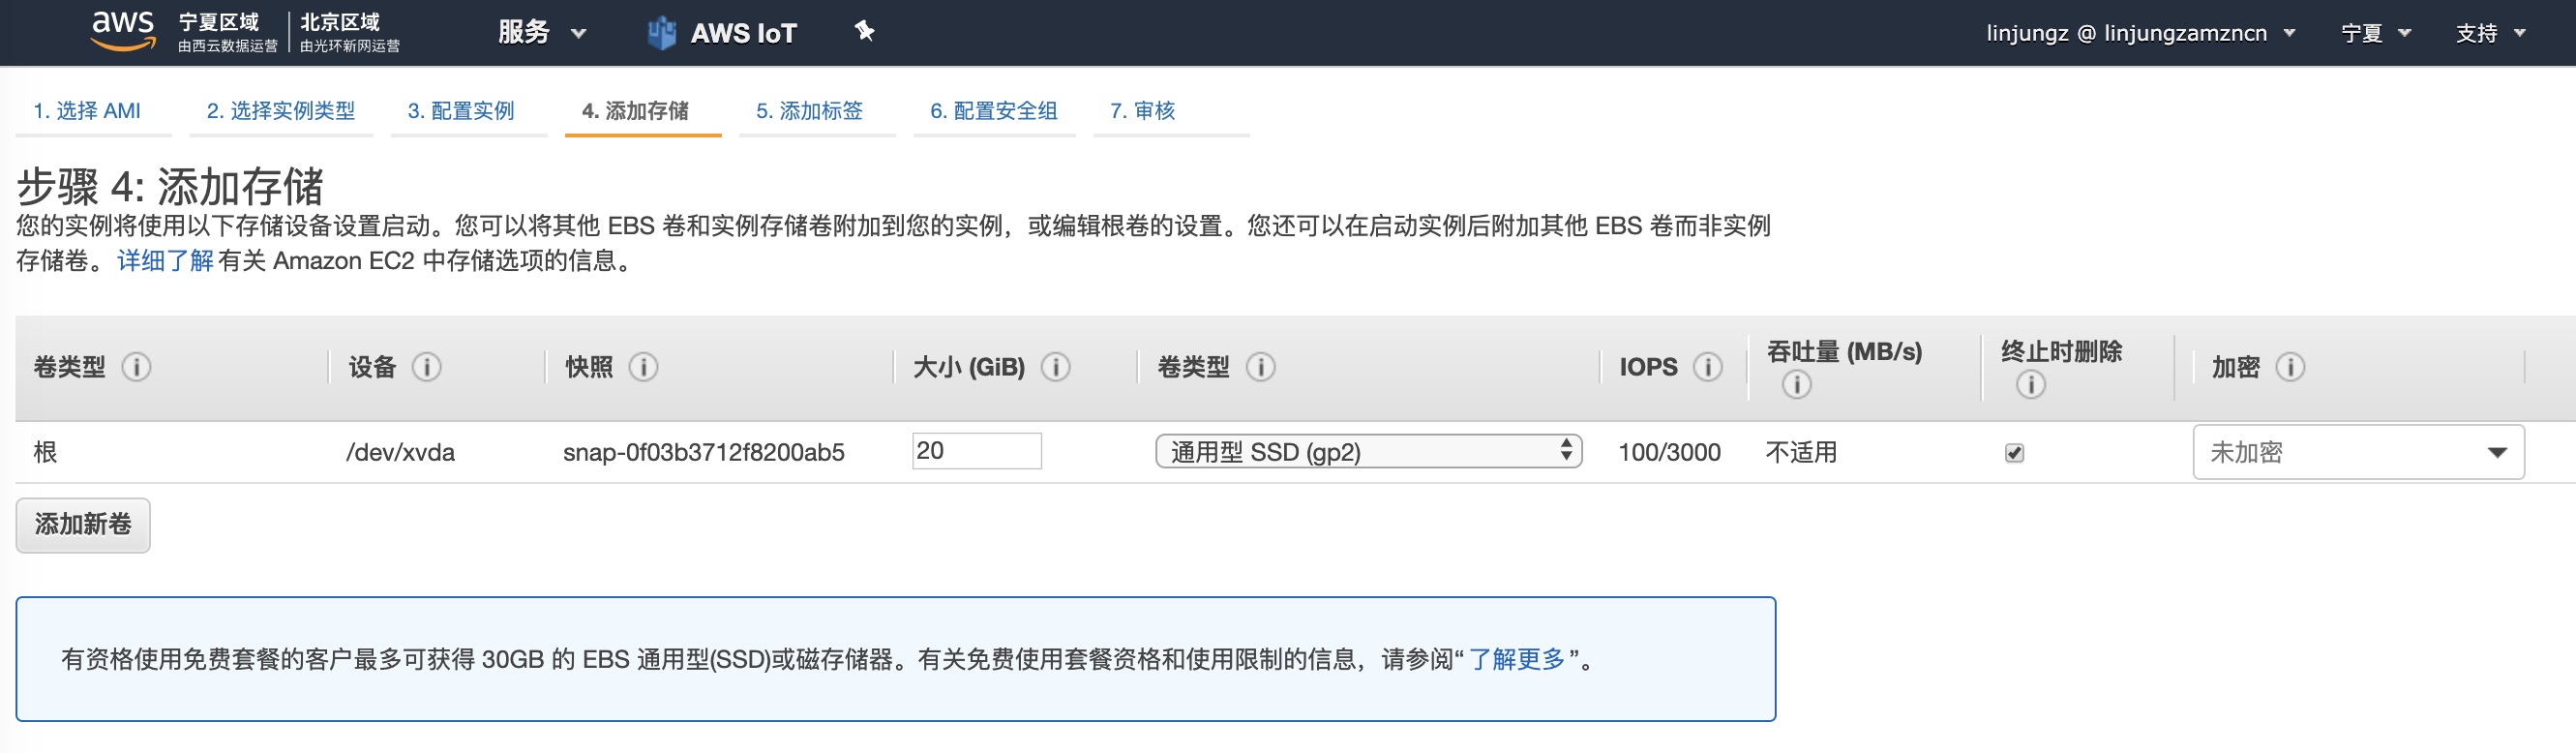 aws 宁夏区域 北京区域 服务 AWS IoT linjungz @ linjungzamzncn 宁夏 支持
由西云数据运营 由光环新网运营
1. 选择 AMI 2. 选择实例类型 3. 配置实例 4. 添加存储 5. 添加标签 6. 配置安全组 7. 审核
步骤 4: 添加存储
您的实例将使用以下存储设备设置启动。您可以将其他 EBS 卷和实例存储卷附加到您的实例，或编辑根卷的设置。您还可以在启动实例后附加其他 EBS 卷而非实例
存储卷。 详细了解 有关 Amazon EC2 中存储选项的信息。
卷类型 设备 快照 大小 (GiB) 卷类型 IOPS 吞吐量 (MB/s) 终止时删除 加密
根 /dev/xvda snap-0f03b3712f8200ab5 20 通用型 SSD (gp2) 100/3000 不适用 未加密
添加新卷
有资格使用免费套餐的客户最多可获得 30GB 的 EBS 通用型(SSD)或磁存储器。有关免费使用套餐资格和使用限制的信息，请参阅“了解更多”。